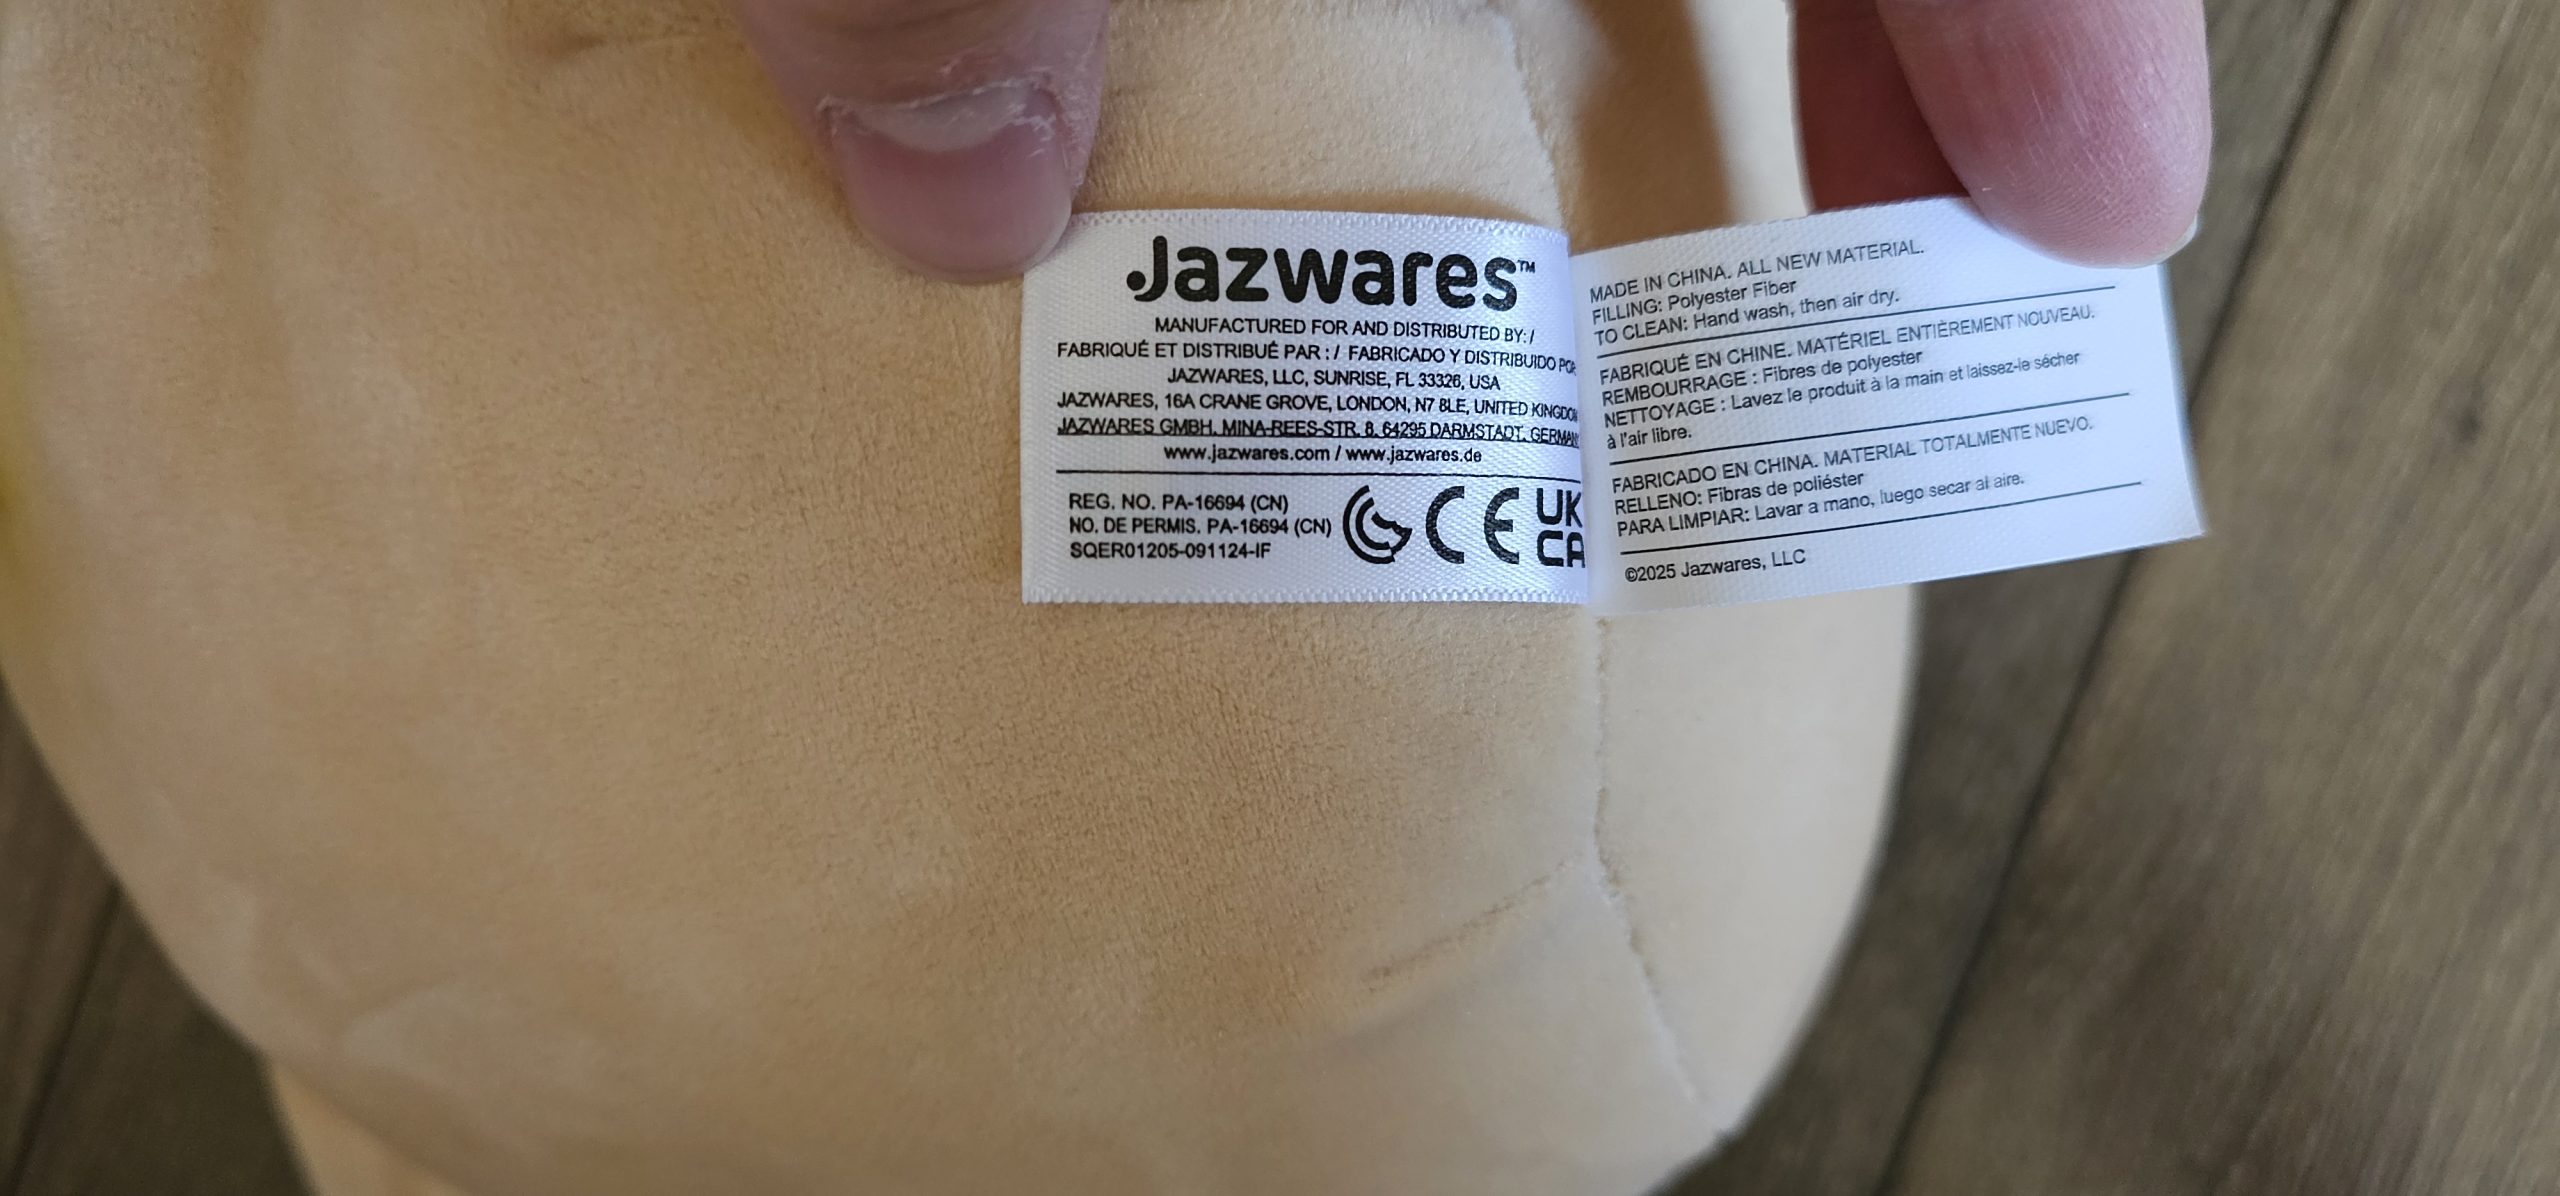 Jazwares™
MANUFACTURED FOR AND DISTRIBUTED BY: /
FABRIQUÉ ET DISTRIBUÉ PAR : / FABRICADO Y DISTRIBUIDO POR
JAZWARES, LLC, SUNRISE, FL 33326, USA
JAZWARES, 16A CRANE GROVE, LONDON, N7 8LE, UNITED KINGDO
JAZWARES GMBH, MINA-REES-STR. 8, 64295 DARMSTADT, GERMAN
www.jazwares.com / www.jazwares.de
REG. NO. PA-16694 (CN)
NO. DE PERMIS. PA-16694 (CN)
SQER01205-091124-IF
CE
UK
CA
MADE IN CHINA. ALL NEW MATERIAL.
FILLING: Polyester Fiber
TO CLEAN: Hand wash, then air dry.
FABRIQUÉ EN CHINE. MATÉRIEL ENTIÈREMENT NOUVEAU.
REMBOURRAGE : Fibres de polyester
NETTOYAGE : Lavez le produit à la main et laissez-le sécher
à l'air libre.
FABRICADO EN CHINA. MATERIAL TOTALMENTE NUEVO.
RELLENO: Fibras de poliéster
PARA LIMPIAR: Lavar a mano, luego secar al aire.
©2025 Jazwares, LLC